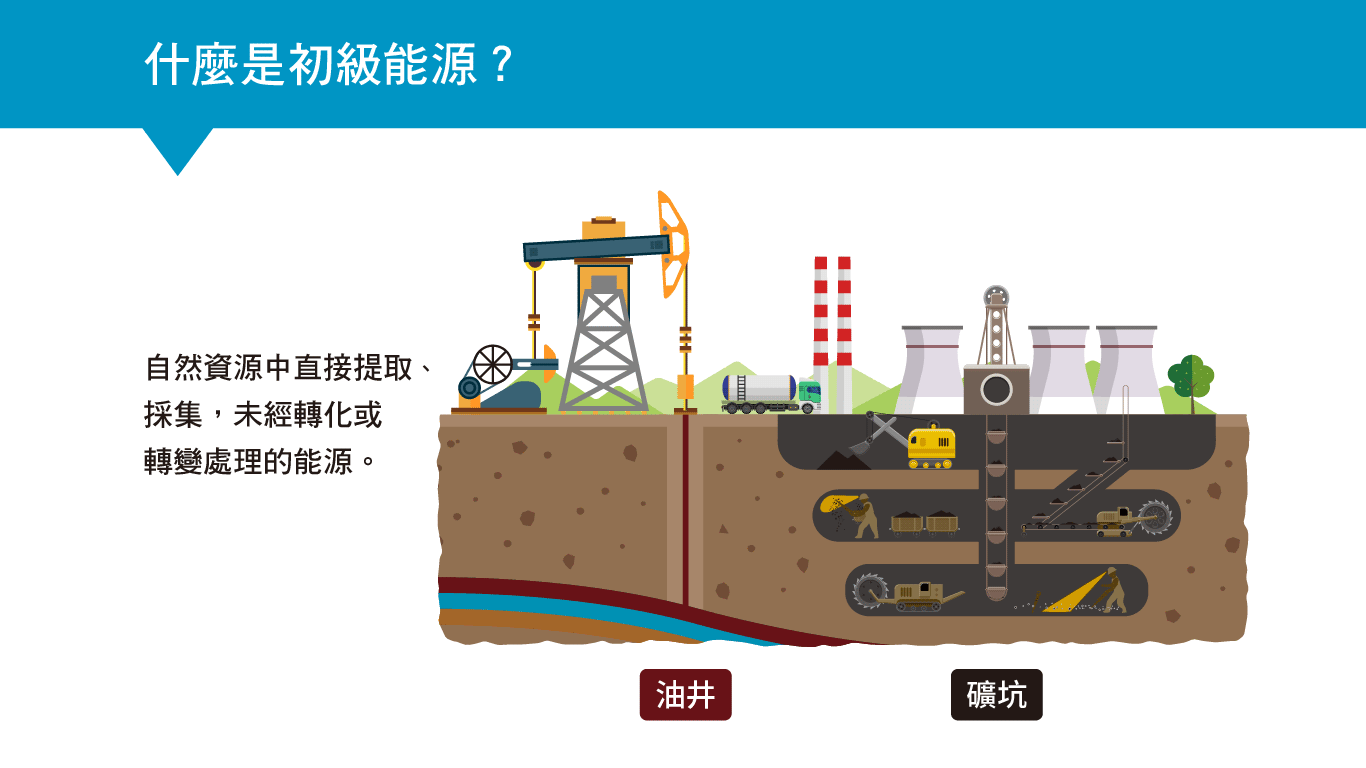 什麼是初級能源？
自然資源中直接提取、
採集，未經轉化或
轉變處理的能源。
油井
礦坑